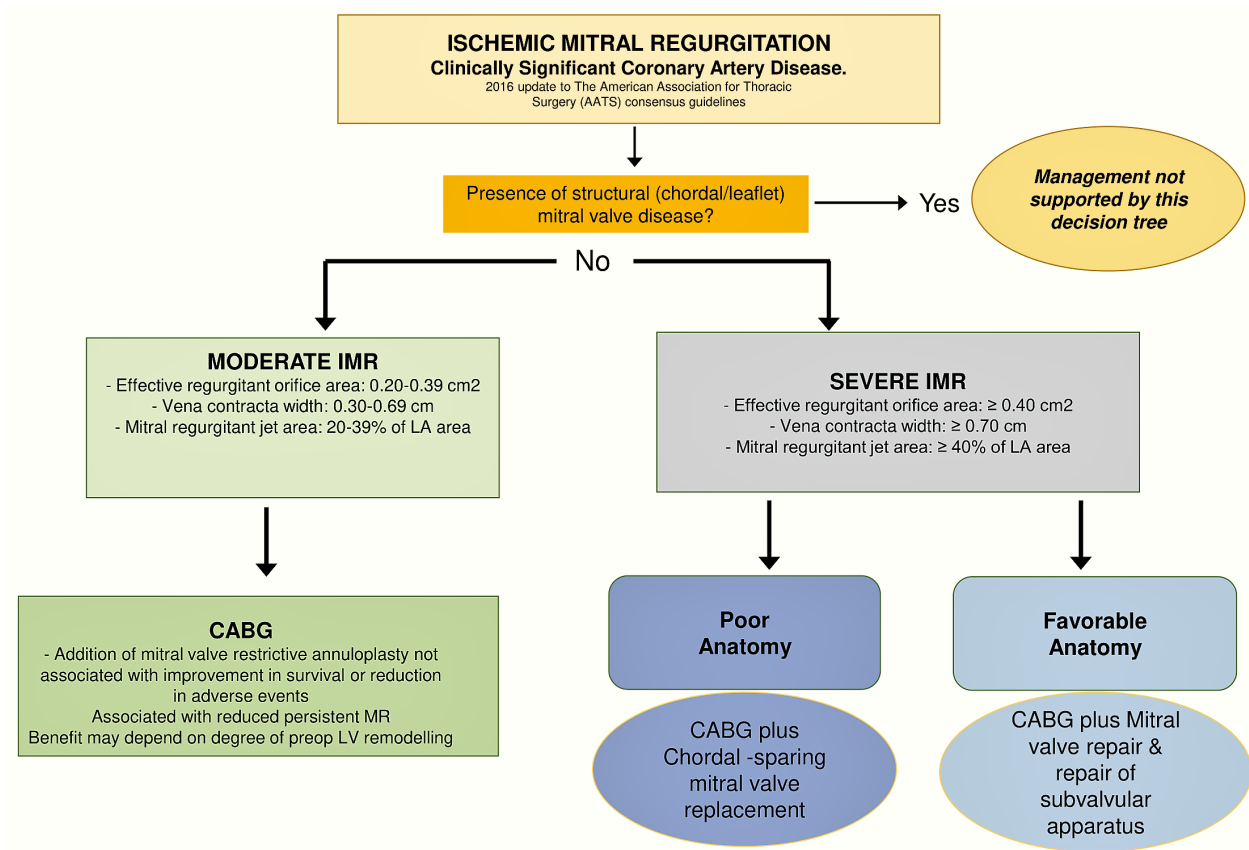 ISCHEMIC MITRAL REGURGITATION
Clinically Significant Coronary Artery Disease.
2016 update to The American Association for Thoracic
Surgery (AATS) consensus guidelines
Presence of structural (chordal/leaflet)
mitral valve disease?
Yes
Management not
supported by this
decision tree
No
MODERATE IMR
- Effective regurgitant orifice area: 0.20-0.39 cm2
- Vena contracta width: 0.30-0.69 cm
- Mitral regurgitant jet area: 20-39% of LA area
SEVERE IMR
- Effective regurgitant orifice area: ≥ 0.40 cm2
- Vena contracta width: ≥ 0.70 cm
- Mitral regurgitant jet area: ≥ 40% of LA area
CABG
- Addition of mitral valve restrictive annuloplasty not
associated with improvement in survival or reduction
in adverse events
Associated with reduced persistent MR
Benefit may depend on degree of preop LV remodelling
Poor
Anatomy
CABG plus
Chordal -sparing
mitral valve
replacement
Favorable
Anatomy
CABG plus Mitral
valve repair &
repair of
subvalvular
apparatus